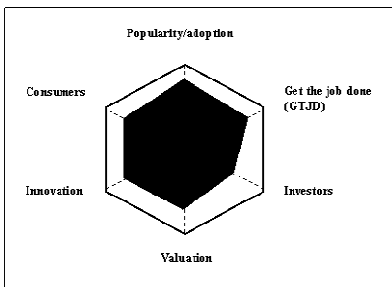 Popularity/adoption
Consumers
Get the job done
(GTJD)
Innovation
Investors
Valuation